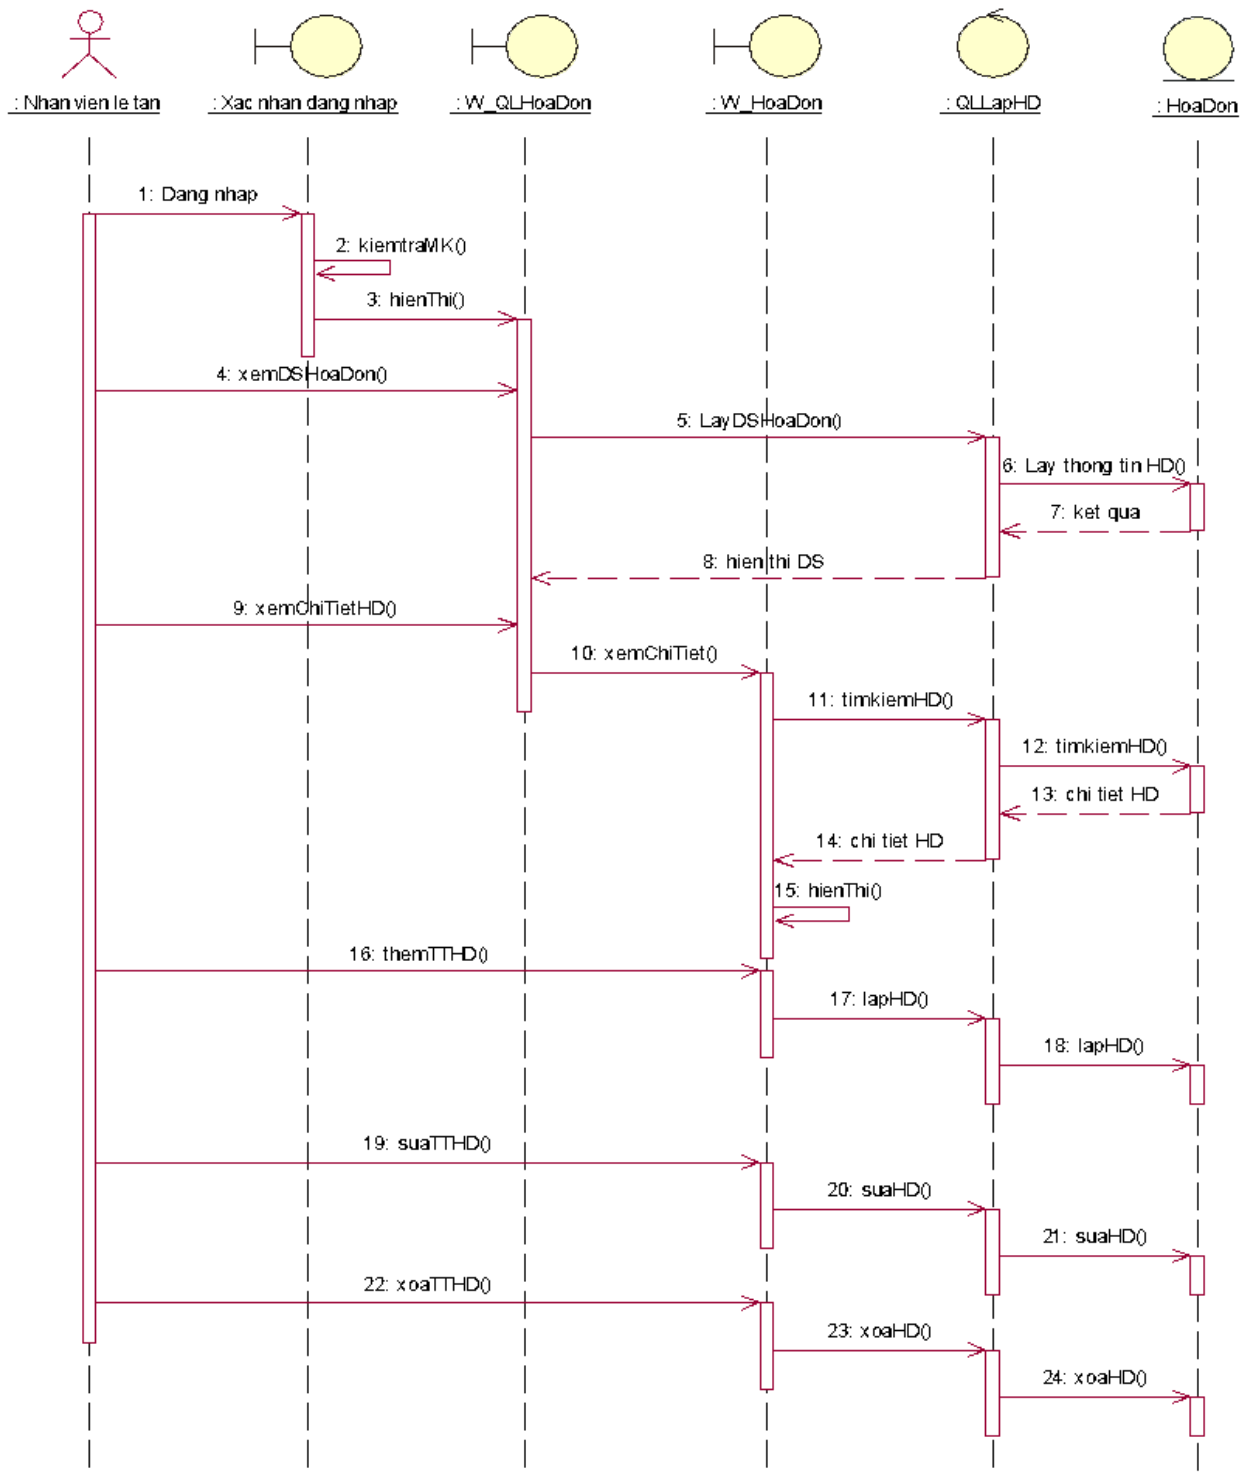 : Nhan vien le tan
: Xac nhan dang nhap
: W_QLHoaDon
: W_HoaDon
: QLLapHD
: HoaDon
1: Dang nhap
2: kiemtraMK()
3: hienThi()
4: xemDSHoaDon()
5: LayDSHoaDon()
6: Lay thong tin HD()
7: ket qua
8: hien thi DS
9: xemChiTietHD()
10: xemChiTiet()
11: timkiemHD()
12: timkiemHD()
13: chi tiet HD
14: chi tiet HD
15: hienThi()
16: themTTHD()
17: lapHD()
18: lapHD()
19: suaTTHD()
20: suaHD()
21: suaHD()
22: xoaTTHD()
23: xoaHD()
24: xoaHD()